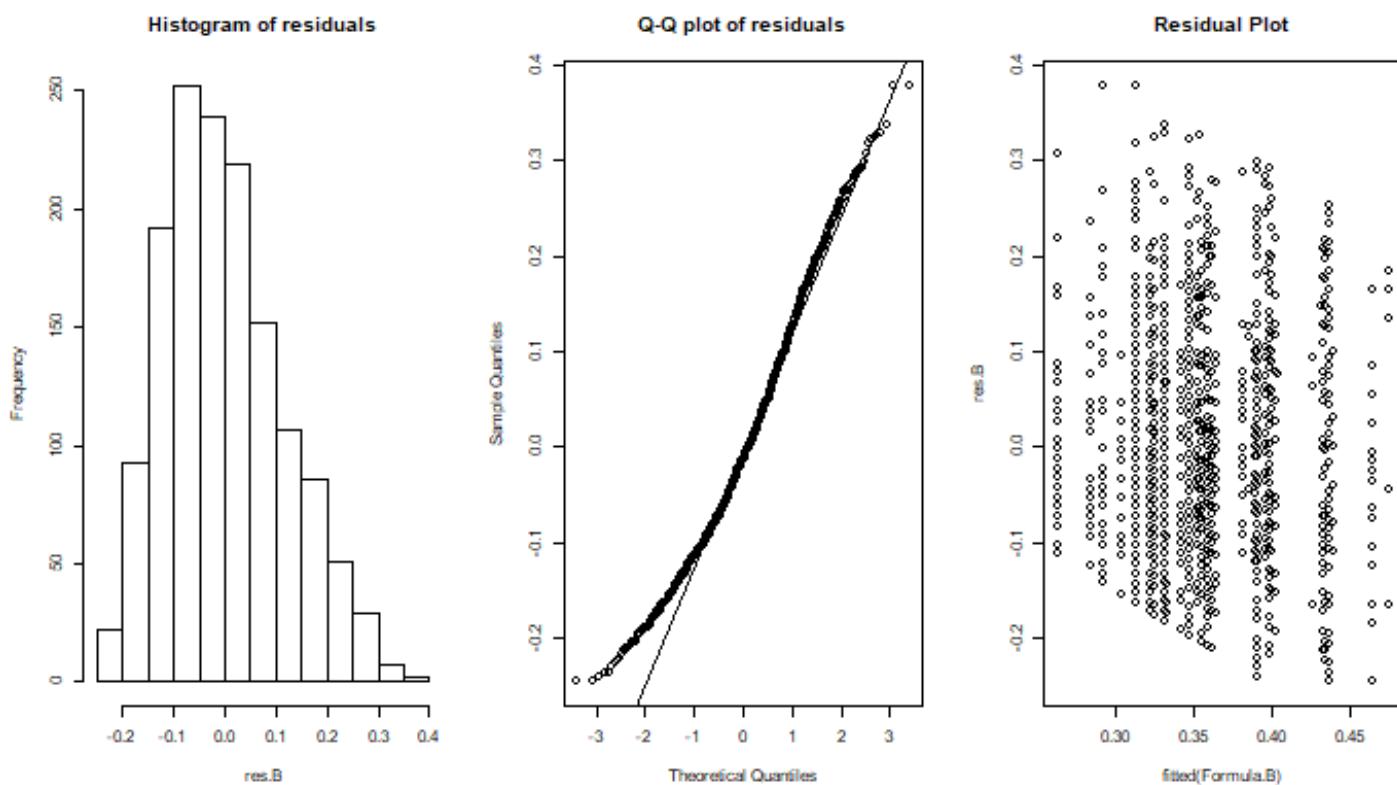 Histogram of residuals
Frequency
0 50 100 150 200 250
-0.2 -0.1 0.0 0.1 0.2 0.3 0.4
res.B
Q-Q plot of residuals
Sample Quantiles
-0.2 -0.1 0.0 0.1 0.2 0.3 0.4
-3 -2 -1 0 1 2 3
Theoretical Quantiles
Residual Plot
res.B
-0.2 -0.1 0.0 0.1 0.2 0.3 0.4
0.30 0.35 0.40 0.45
fitted(Formula.B)